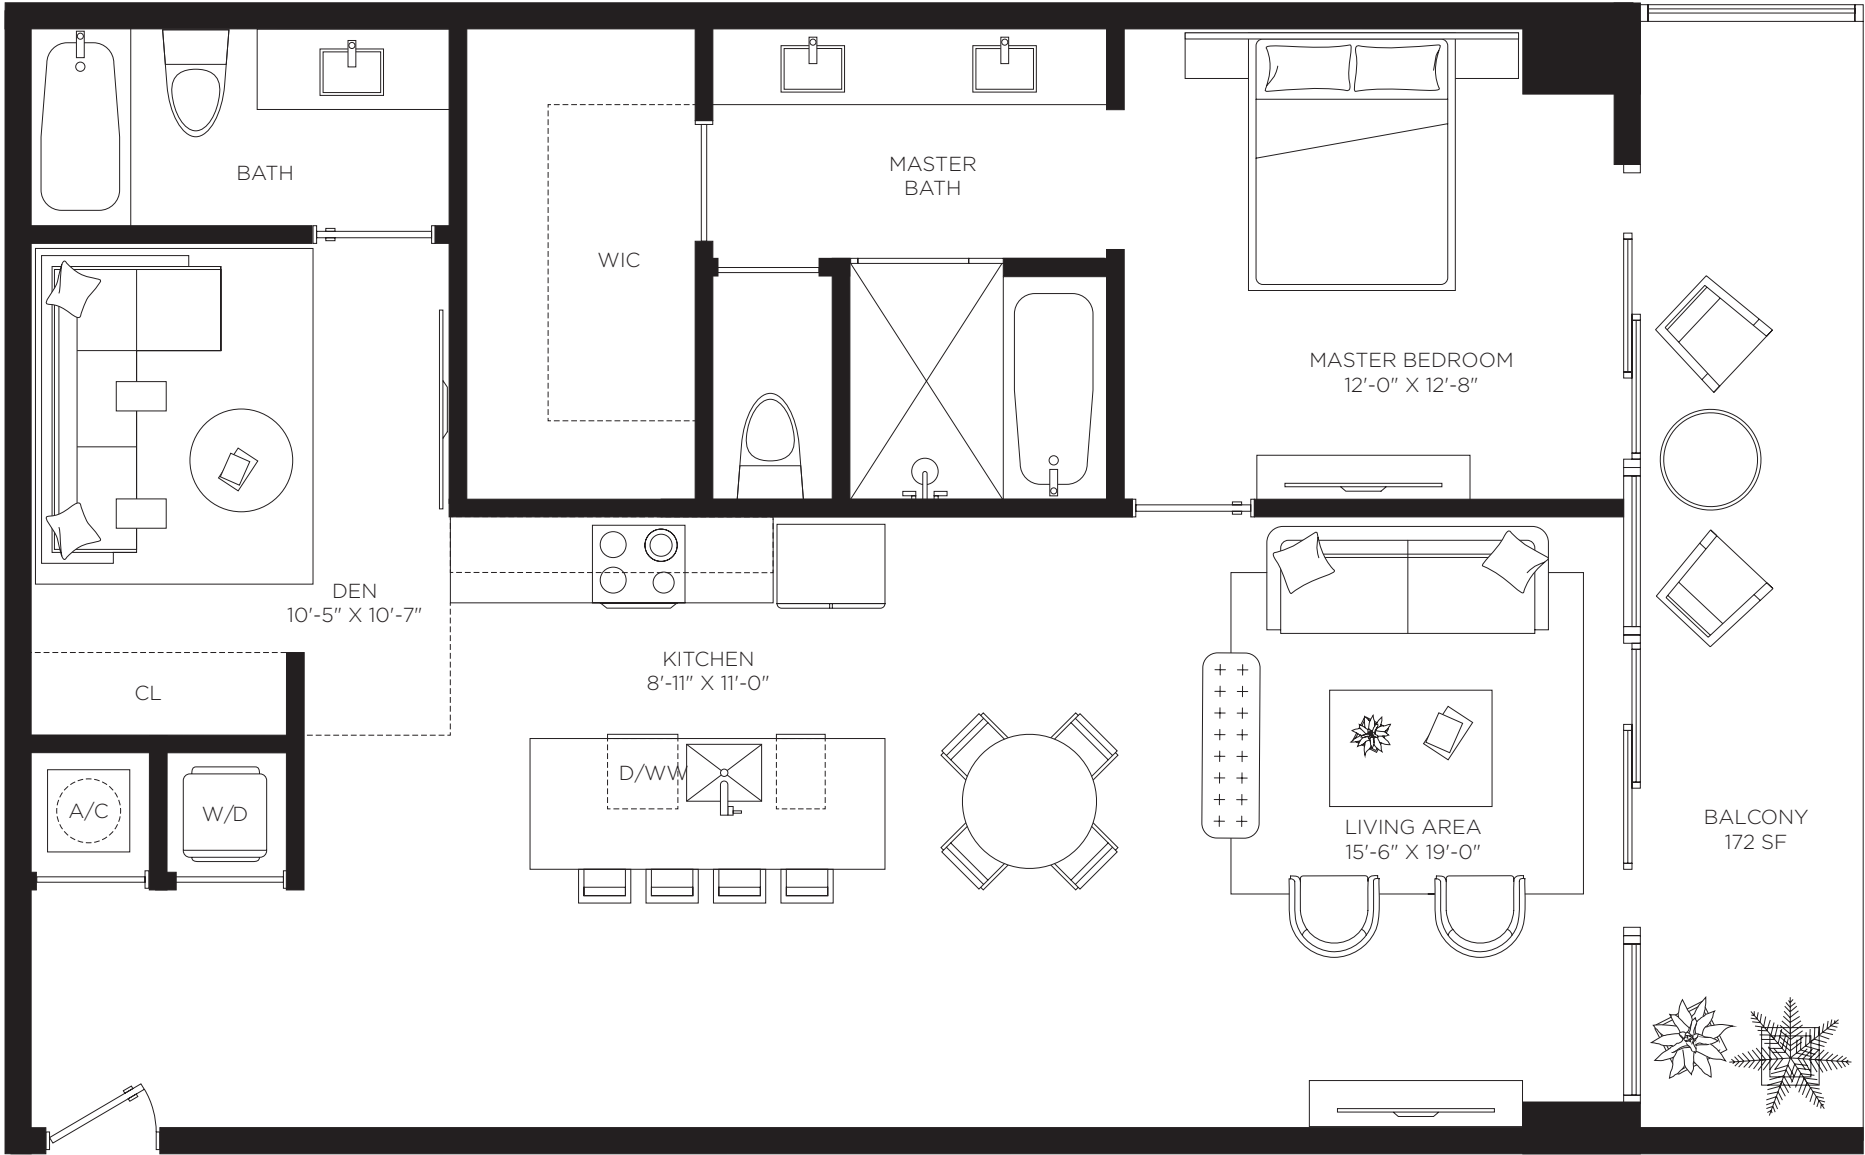 BATH
MASTER
BATH
WIC
MASTER BEDROOM
12'-0" X 12'-8"
DEN
10'-5" X 10'-7"
KITCHEN
8'-11" X 11'-0"
CL
D/WW
A/C
W/D
LIVING AREA
15'-6" X 19'-0"
BALCONY
172 SF